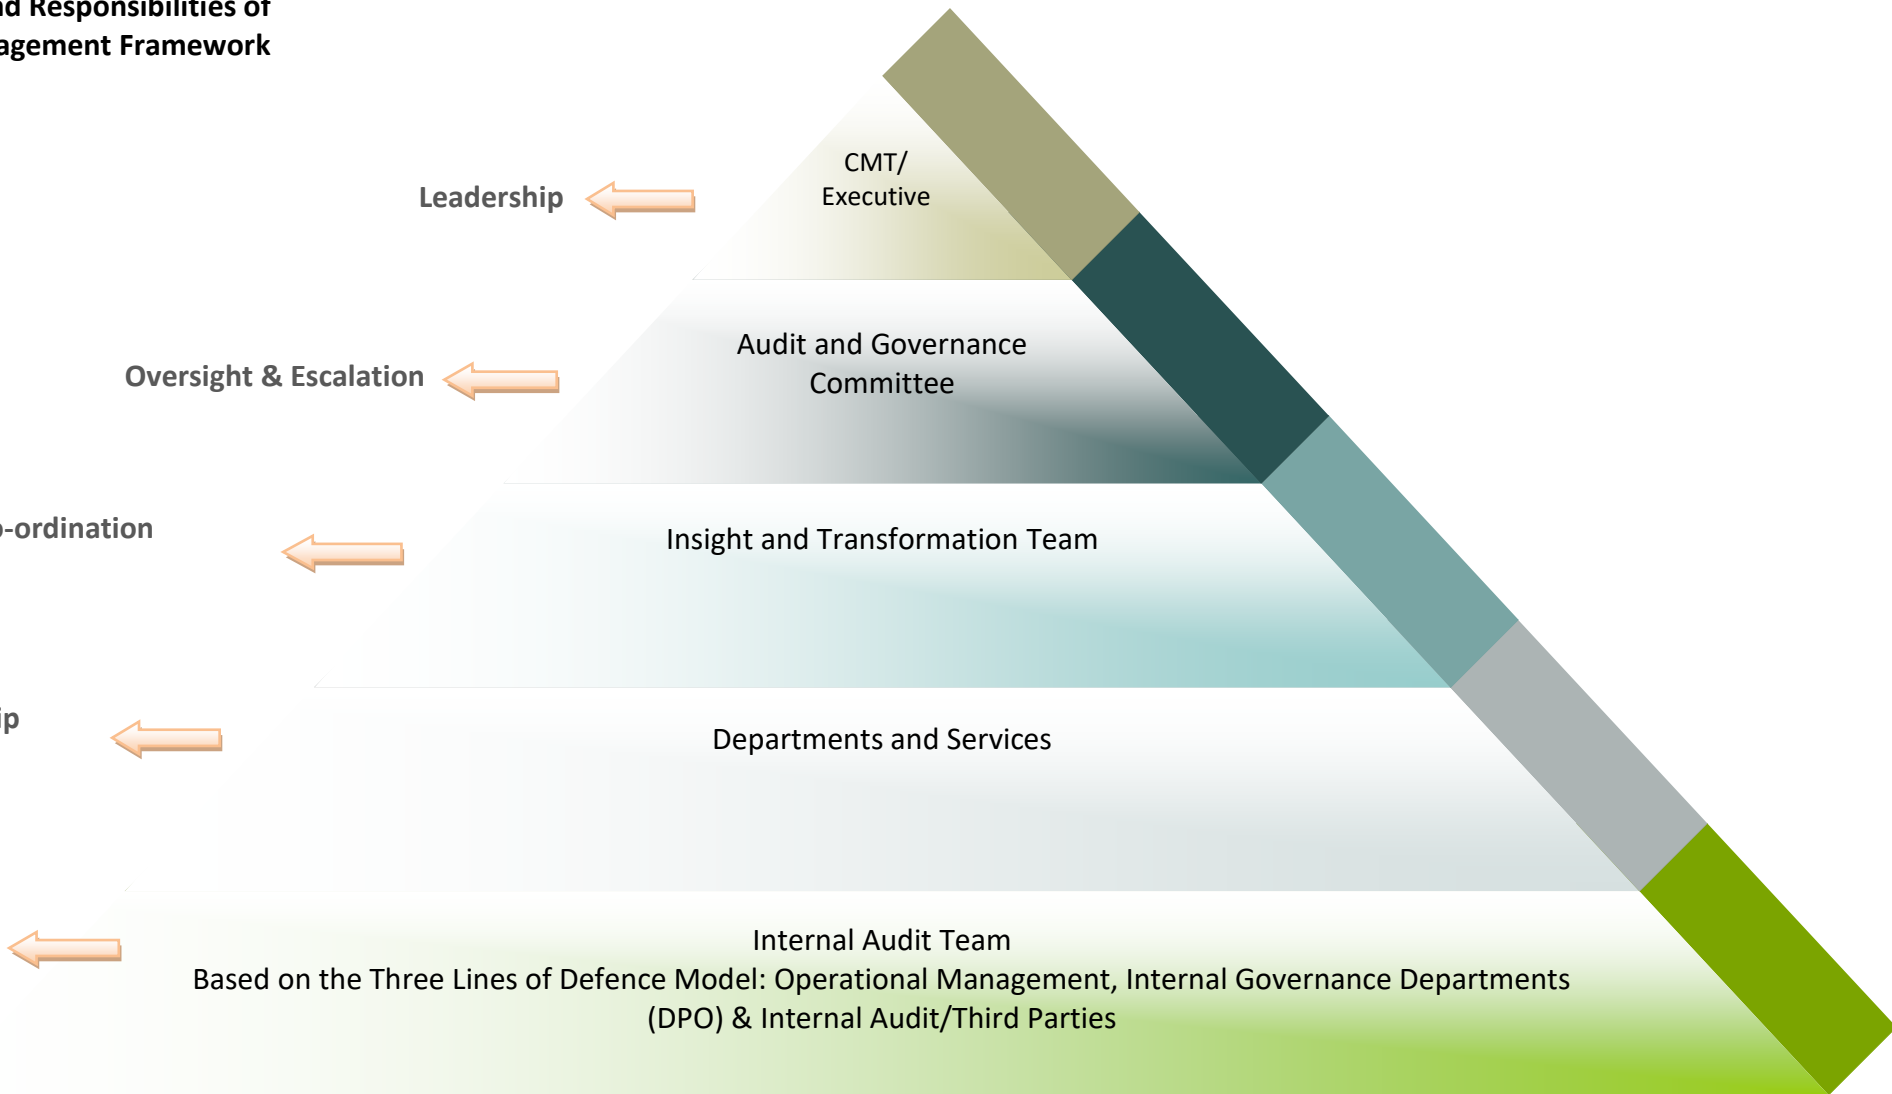 Responsibilities of
Framework
CMT/
Executive
Leadership
Audit and Governance
Committee
Oversight & Escalation
Insight and Transformation Team
-ordination
Departments and Services
Internal Audit Team
Based on the Three Lines of Defence Model: Operational Management, Internal Governance Departments
(DPO) & Internal Audit/Third Parties